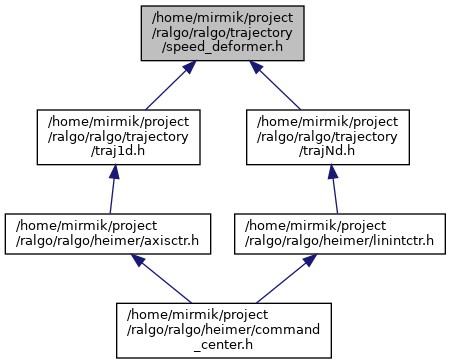 /home/mirmik/project
/ralgo/ralgo/trajectory
/speed_deformer.h
/home/mirmik/project
/ralgo/ralgo/trajectory
/traj1d.h
/home/mirmik/project
/ralgo/ralgo/trajectory
/trajNd.h
/home/mirmik/project
/ralgo/ralgo/heimer/axisctr.h
/home/mirmik/project
/ralgo/ralgo/heimer/linintctr.h
/home/mirmik/project
/ralgo/ralgo/heimer/command
_center.h